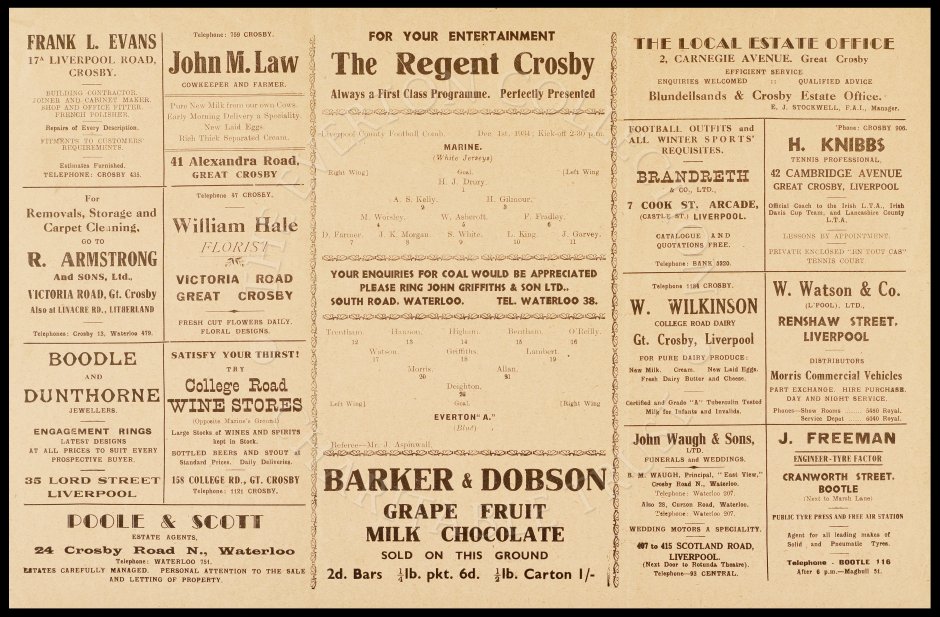 FRANK L. EVANS
17A LIVERPOOL ROAD,
CROSBY.
BUILDING CONTRACTOR.
JOINER AND CABINET MAKER.
SHOP AND OFFICE FITTER.
FRENCH POLISHER.
Repairs of Every Description.
FITMENTS TO CUSTOMERS
REQUIREMENTS.
Estimates Furnished.
TELEPHONE: CROSBY 435.
For
Removals, Storage and
Carpet Cleaning,
GO TO
R. ARMSTRONG
And SONS, Ltd.,
VICTORIA ROAD, Gt. Crosby
Also at LINACRE RD., LITHERLAND
Telephones: Crosby 13, Waterloo 479.
BOODLE
AND
DUNTHORNE
JEWELLERS.
ENGAGEMENT RINGS
LATEST DESIGNS
AT ALL PRICES TO SUIT EVERY
PROSPECTIVE BUYER.
35 LORD STREET
LIVERPOOL
Telephone: 759 CROSBY.
John M. Law
COWKEEPER AND FARMER.
Pure New Milk from our own Cows.
Early Morning Delivery a Speciality.
New Laid Eggs.
Rich Thick Separated Cream.
41 Alexandra Road,
GREAT CROSBY
Telephone: 47 CROSBY.
William Hale
FLORIST
VICTORIA ROAD
GREAT CROSBY
FRESH CUT FLOWERS DAILY.
FLORAL DESIGNS.
SATISFY YOUR THIRST!
TRY
College Road
WINE STORES
(Opposite Marine's Ground)
Large Stocks of WINES and SPIRITS
kept in Stock.
BOTTLED BEERS and STOUT at
Standard Prices. Daily Deliveries.
158 COLLEGE RD., GT. CROSBY
Telephone: 1121 CROSBY.
POOLE & SCOTT
ESTATE AGENTS,
24 Crosby Road N., Waterloo
Telephone: WATERLOO 751.
ESTATES CAREFULLY MANAGED. PERSONAL ATTENTION TO THE SALE
AND LETTING OF PROPERTY.
FOR YOUR ENTERTAINMENT
The Regent Crosby
Always a First Class Programme. Perfectly Presented
Liverpool County Football Comb. Dec. 1st, 1934; Kick-off 2-30 p.m.
MARINE.
(White Jerseys)
[Right Wing] Goal. [Left Wing
H. J. Drury.
A. S. Kelly. H. Gilmour.
2 3
M. Worsley. W. Ashcroft. F. Fradley.
4 5 6
D. Farmer. J. K. Morgan. S. White. L. King. J. Garvey.
7 8 9 10 11
YOUR ENQUIRIES FOR COAL WOULD BE APPRECIATED
PLEASE RING JOHN GRIFFITHS & SON LTD.,
SOUTH ROAD, WATERLOO. TEL. WATERLOO 38.
Trentham. Hannon. Higham. Bentham. O'Reilly.
12 13 14 15 16
Watson. Griffiths. Lambert.
17 18 19
Morris. Allan.
20 21
Deighton.
22
Left Wing] Goal. [Right Wing
EVERTON "A."
(Blue)
Referee—Mr. J. Aspinwall.
BARKER & DOBSON
GRAPE FRUIT
MILK CHOCOLATE
SOLD ON THIS GROUND
2d. Bars ¼lb. pkt. 6d. ½lb. Carton 1/-
THE LOCAL ESTATE OFFICE
2, CARNEGIE AVENUE. Great Crosby
EFFICIENT SERVICE
ENQUIRIES WELCOMED :: QUALIFIED ADVICE
Blundellsands & Crosby Estate Office.
E. J. STOCKWELL, F.A.I., Manager.
FOOTBALL OUTFITS and
ALL WINTER SPORTS'
REQUISITES.
BRANDRETH
& CO., LTD.,
7 COOK ST. ARCADE,
(CASTLE ST.) LIVERPOOL.
CATALOGUE AND
QUOTATIONS FREE.
Telephone: BANK 5920.
Telephone 1184 CROSBY.
W. WILKINSON
COLLEGE ROAD DAIRY
Gt. Crosby, Liverpool
FOR PURE DAIRY PRODUCE:
New Milk. Cream. New Laid Eggs.
Fresh Dairy Butter and Cheese.
Certified and Grade "A" Tuberculin Tested
Milk for Infants and Invalids.
John Waugh & Sons,
LTD.
FUNERALS and WEDDINGS.
B. M. WAUGH, Principal, "East View,"
Crosby Road N., Waterloo.
Telephone: Waterloo 207.
Also 28, Curzon Road, Waterloo.
Telephone: Waterloo 207.
WEDDING MOTORS A SPECIALITY.
407 to 415 SCOTLAND ROAD,
LIVERPOOL.
(Next Door to Rotunda Theatre).
Telephone—93 CENTRAL.
'Phone: CROSBY 906.
H. KNIBBS
TENNIS PROFESSIONAL,
42 CAMBRIDGE AVENUE
GREAT CROSBY, LIVERPOOL
Official Coach to the Irish L.T.A., Irish
Davis Cup Team, and Lancashire County
L.T.A.
LESSONS BY APPOINTMENT.
PRIVATE ENCLOSED "EN TOUT CAS"
TENNIS COURT.
W. Watson & Co.
(L'POOL), LTD.,
RENSHAW STREET,
LIVERPOOL
DISTRIBUTORS
Morris Commercial Vehicles
PART EXCHANGE. HIRE PURCHASE.
DAY AND NIGHT SERVICE.
Phones—Show Rooms ...... 5480 Royal.
Service Depot ...... 6040 Royal.
J. FREEMAN
ENGINEER-TYRE FACTOR
CRANWORTH STREET,
BOOTLE
(Next to Marsh Lane)
PUBLIC TYRE PRESS AND FREE AIR STATION
Agent for all leading makes of
Solid and Pneumatic Tyres.
Telephone - BOOTLE 116
After 6 p.m.—Maghull 51.